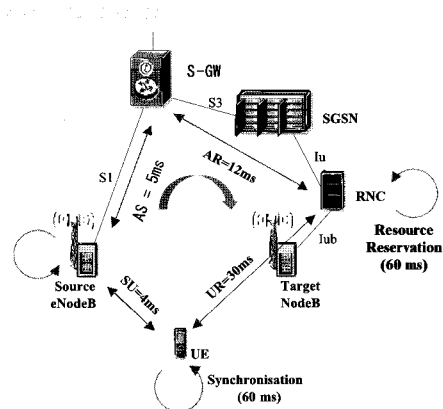 S-GW
S3
SGSN
S1
AS = 5ms
AR=12ms
Iu
RNC
Resource
Reservation
(60 ms)
Iub
Source
eNodeB
Target
NodeB
SU=4ms
UR=30ms
UE
Synchronisation
(60 ms)